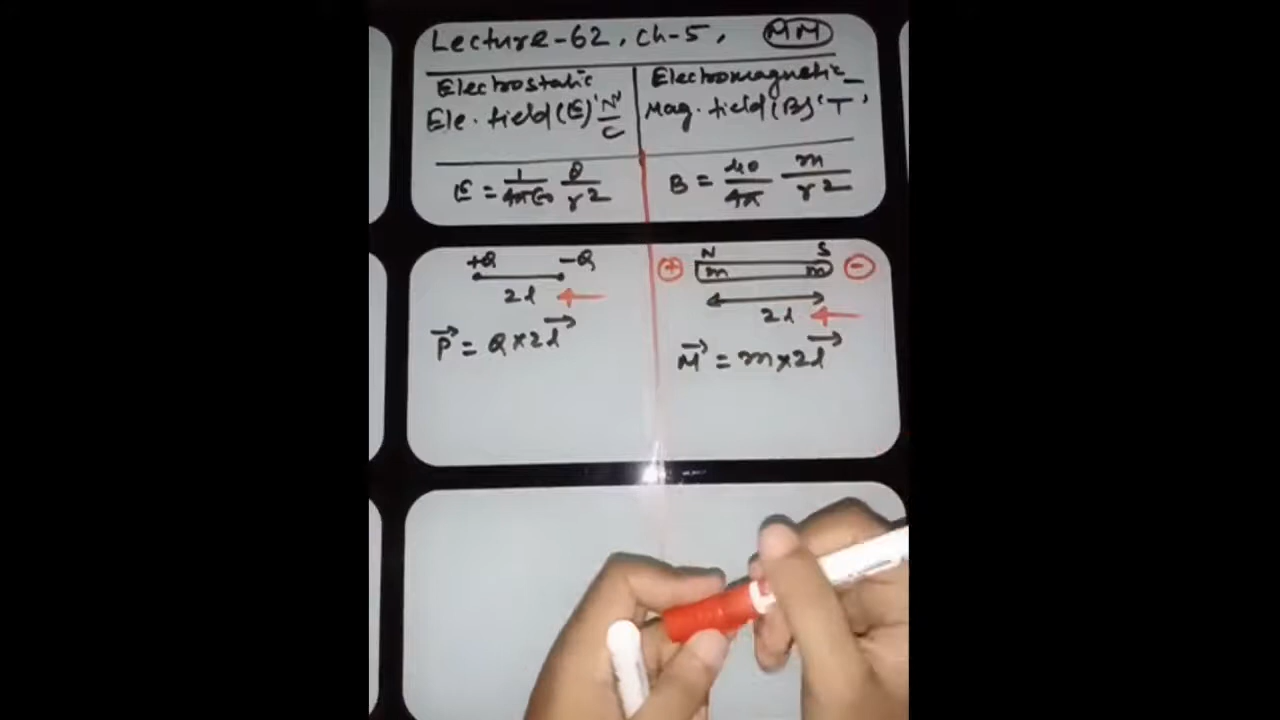 Lecture-62, ch-5, MM
Electrostatic
Ele. field (E) 'N/C
Electromagnetic
Mag. field (B) 'T'
E = 1/4πE0 Q/r2
B = μ0/4π m/r2
+Q -Q
2l
P = Q×2l
N S
+ m m -
2l
M = m×2l